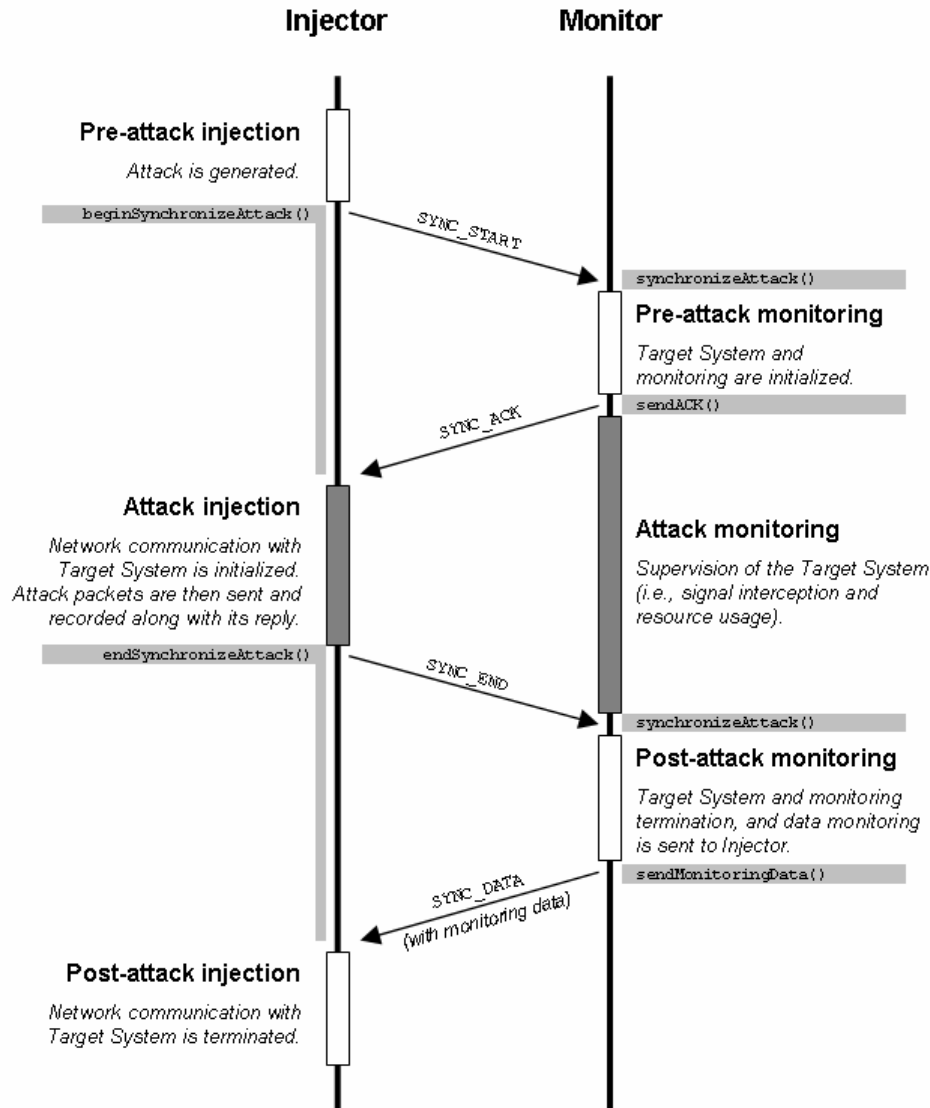 Injector
Monitor
Pre-attack injection
Attack is generated.
beginSynchronizeAttack()
SYNC_START
synchronizeAttack()
Pre-attack monitoring
Target System and
monitoring are initialized.
sendACK()
SYNC_ACK
Attack injection
Network communication with
Target System is initialized.
Attack packets are then sent and
recorded along with its reply.
Attack monitoring
Supervision of the Target System
(i.e., signal interception and
resource usage).
endSynchronizeAttack()
SYNC_END
synchronizeAttack()
Post-attack monitoring
Target System and monitoring
termination, and data monitoring
is sent to Injector.
sendMonitoringData()
SYNC_DATA
(with monitoring data)
Post-attack injection
Network communication with
Target System is terminated.